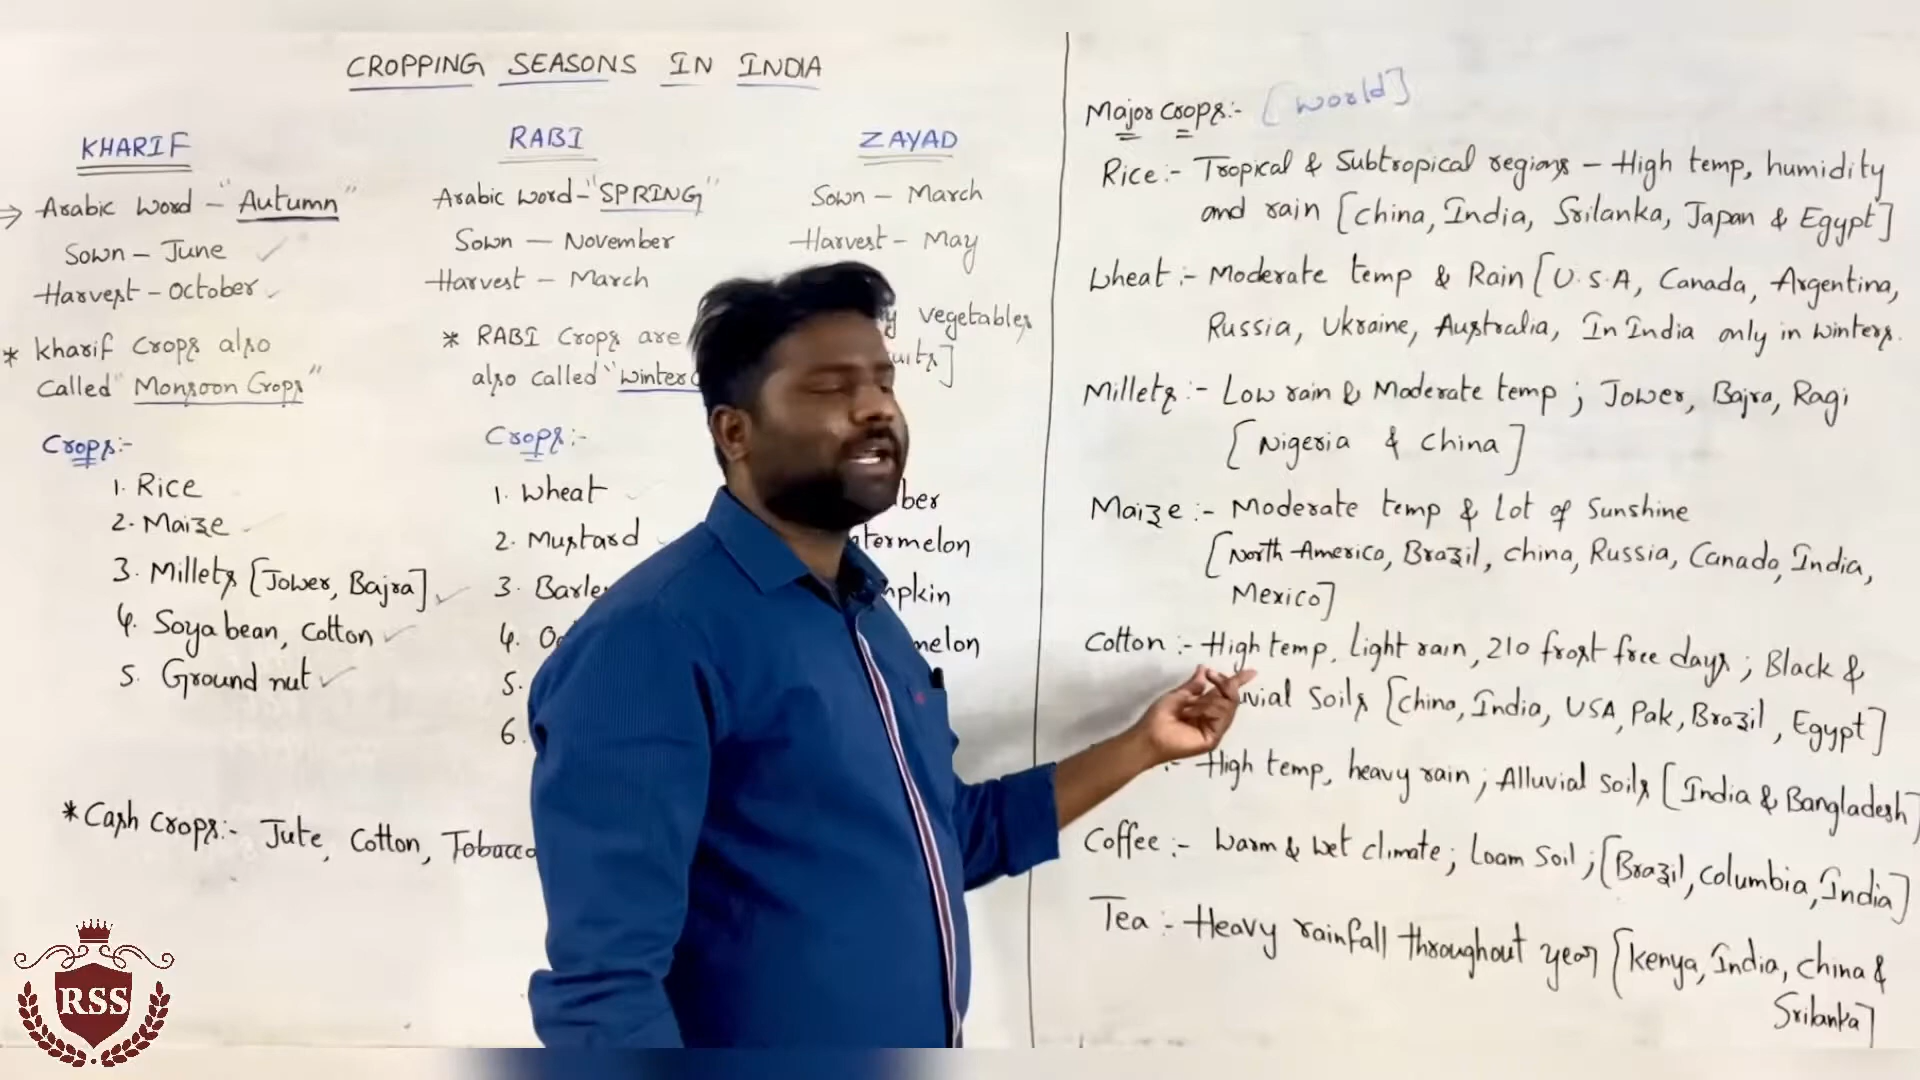 CROPPING SEASONS IN INDIA
KHARIF
⇒ Arabic word - "Autumn"
Sown - June ✓
Harvest - October ✓
* Kharif Crops also
called "Monsoon Crops"
Crops:-
1. Rice
2. Maize ✓
3. Millets [Jower, Bajra] ✓
4. Soyabean, Cotton ✓
5. Ground nut ✓
RABI
Arabic word - "SPRING"
Sown - November
Harvest - March
* RABI Crops are
also called "Winter
Crops:-
1. Wheat ✓
2. Mustard
3. Barle
4.
5.
6.
ZAYAD
Sown - March
Harvest - May
vegetables
* Cash crops:- Jute, Cotton, Tobacco
Major Crops:- [World]
Rice:- Tropical & Subtropical regions - High temp, humidity
and rain [China, India, Srilanka, Japan & Egypt]
Wheat:- Moderate temp & Rain [U.S.A, Canada, Argentina,
Russia, Ukraine, Australia, In India only in winters.
Millets:- Low rain & Moderate temp; Jower, Bajra, Ragi
[Nigeria & China]
Maize:- Moderate temp & Lot of Sunshine
[North America, Brazil, China, Russia, Canada, India,
Mexico]
Cotton:- High temp, Light rain, 210 frost free days; Black &
vial Soils [China, India, USA, Pak, Brazil, Egypt]
:- High temp, heavy rain; Alluvial Soils [India & Bangladesh]
Coffee:- Warm & wet climate; Loam Soil; [Brazil, Columbia, India]
Tea:- Heavy rainfall throughout year [Kenya, India, China &
Srilanka]
RSS